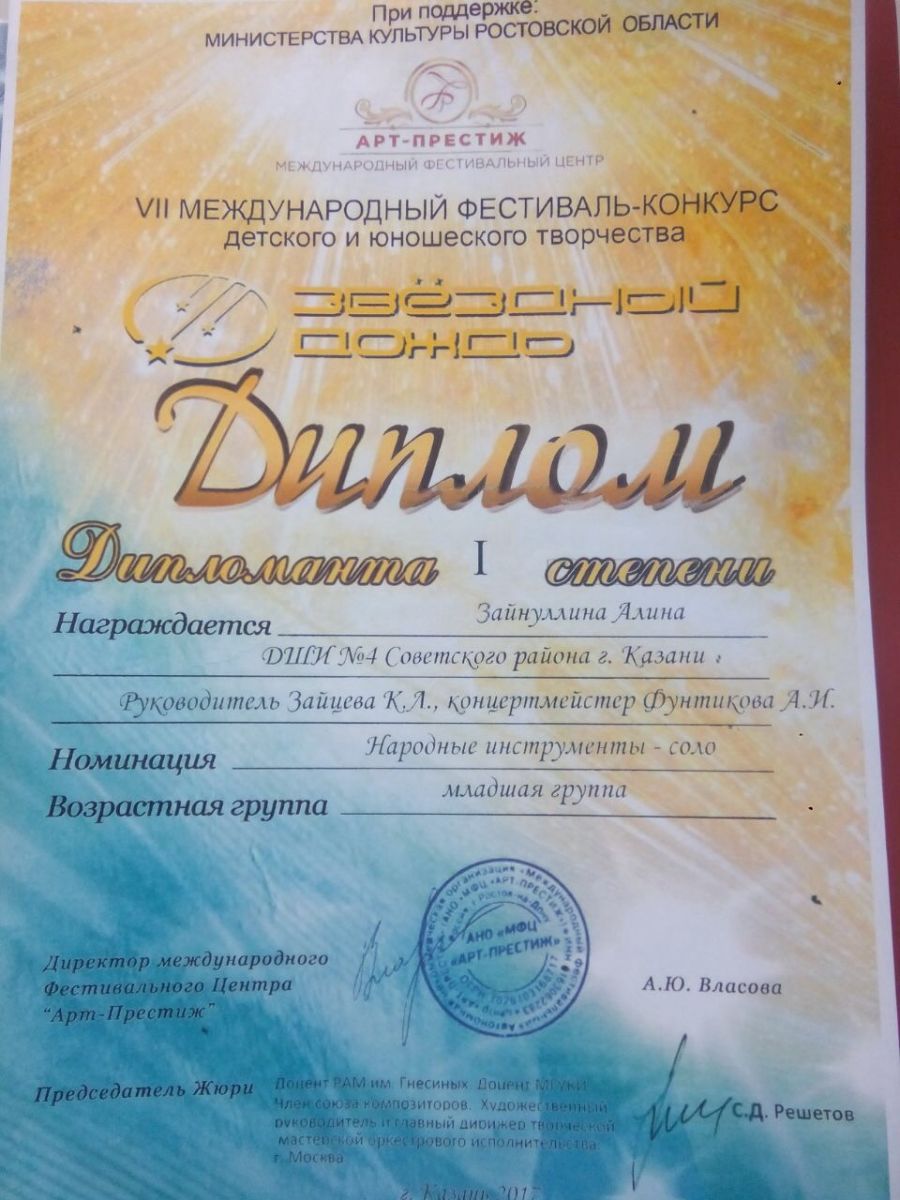 При поддержке:
МИНИСТЕРСТВА КУЛЬТУРЫ РОСТОВСКОЙ ОБЛАСТИ
АРТ-ПРЕСТИЖ
МЕЖДУНАРОДНЫЙ ФЕСТИВАЛЬНЫЙ ЦЕНТР
VII МЕЖДУНАРОДНЫЙ ФЕСТИВАЛЬ-КОНКУРС
детского и юношеского творчества
ЗВЁЗДНЫЙ
ДОЖДЬ
Диплом
Дипломанта I степени
Награждается Зайнуллина Алина
ДШИ №4 Советского района г. Казани
Руководитель Зайцева К.Л., концертмейстер Фунтикова А.И.
Номинация Народные инструменты - соло
Возрастная группа младшая группа
АНО «МФЦ
«АРТ-ПРЕСТИЖ»
Директор международного
Фестивального Центра
"Арт-Престиж"
А.Ю. Власова
Председатель Жюри
Доцент РАМ им. Гнесиных. Доцент МГУКИ
Член союза композиторов. Художественный
руководитель и главный дирижер творческой
мастерской оркестрового исполнительства.
г. Москва
С.Д. Решетов
г. Казань 2017